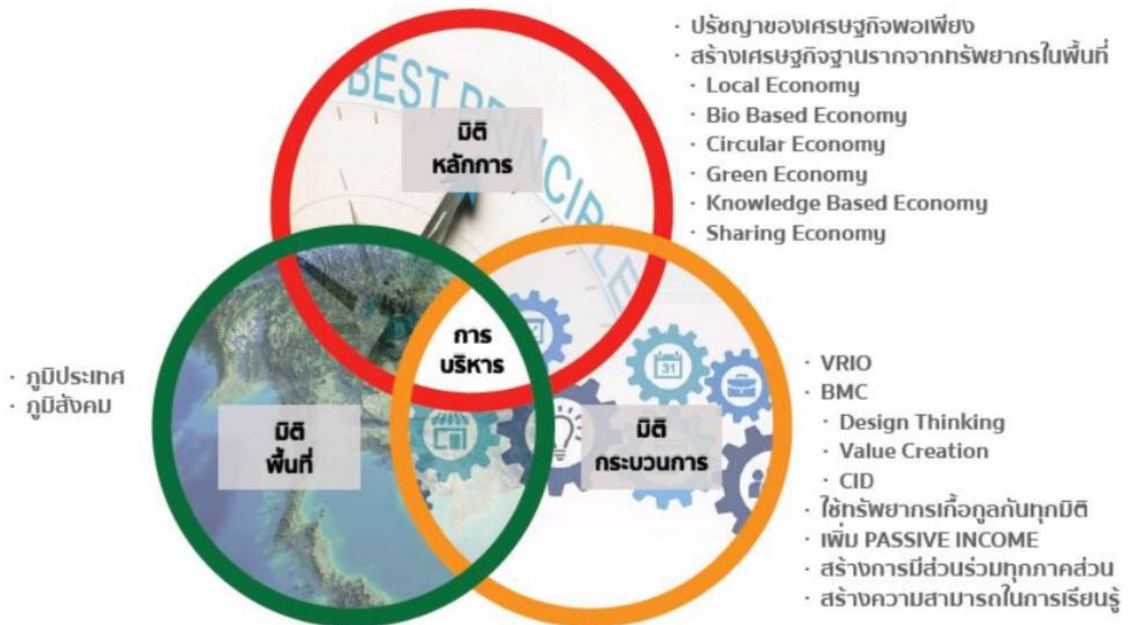 · ปรัชญาของเศรษฐกิจพอเพียง
· สร้างเศรษฐกิจฐานรากจากทรัพยากรในพื้นที่
· Local Economy
· Bio Based Economy
· Circular Economy
· Green Economy
· Knowledge Based Economy
· Sharing Economy
BEST PRINCIPLE
มิติ
หลักการ
การ
บริหาร
· ภูมิประเทศ
· ภูมิสังคม
มิติ
พื้นที่
31
มิติ
กระบวนการ
· VRIO
· BMC
· Design Thinking
· Value Creation
· CID
· ใช้ทรัพยากรเกื้อกูลกันทุกมิติ
· เพิ่ม PASSIVE INCOME
· สร้างการมีส่วนร่วมทุกภาคส่วน
· สร้างความสามารถในการเรียนรู้